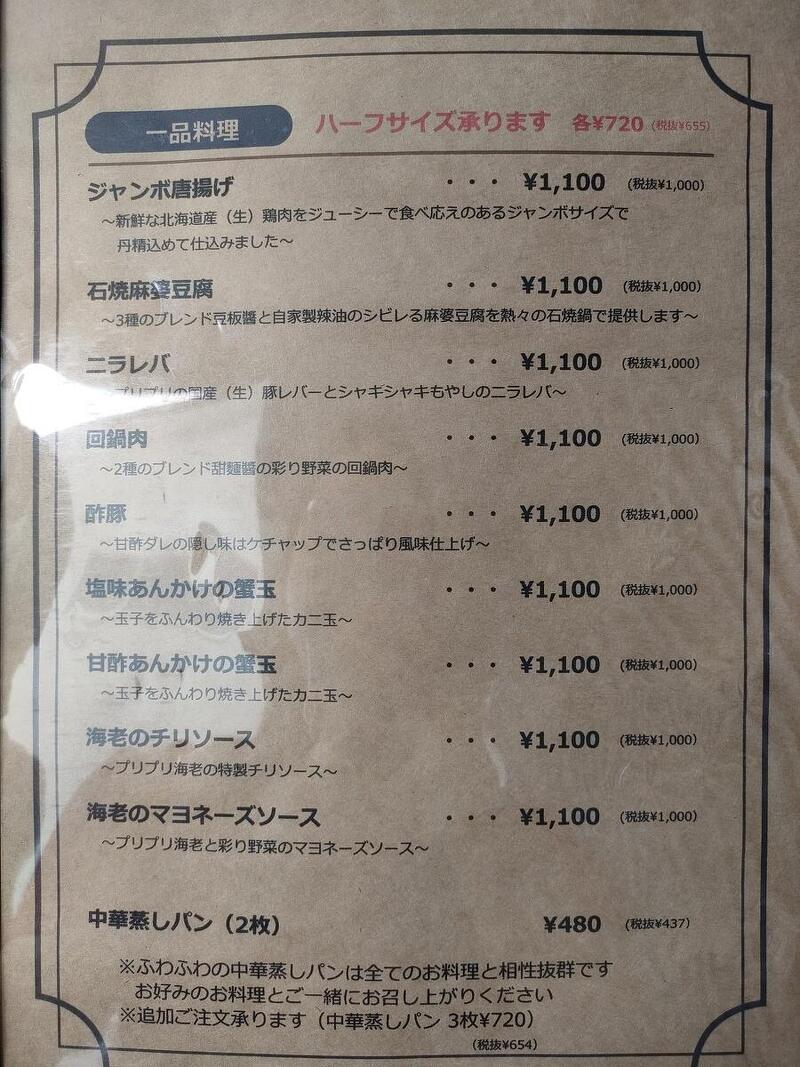 一品料理 ハーフサイズ承ります 各¥720 (税抜¥655)
ジャンボ唐揚げ ・・・ ¥1,100 (税抜¥1,000)
～新鮮な北海道産（生）鶏肉をジューシーで食べ応えのあるジャンボサイズで
丹精込めて仕込みました～
石焼麻婆豆腐 ・・・ ¥1,100 (税抜¥1,000)
～3種のブレンド豆板醤と自家製辣油のシビレる麻婆豆腐を熱々の石焼鍋で提供します～
ニラレバ ・・・ ¥1,100 (税抜¥1,000)
～プリプリの国産（生）豚レバーとシャキシャキもやしのニラレバ～
回鍋肉 ・・・ ¥1,100 (税抜¥1,000)
～2種のブレンド甜麺醤の彩り野菜の回鍋肉～
酢豚 ・・・ ¥1,100 (税抜¥1,000)
～甘酢ダレの隠し味はケチャップでさっぱり風味仕上げ～
塩味あんかけの蟹玉 ・・・ ¥1,100 (税抜¥1,000)
～玉子をふんわり焼き上げたカニ玉～
甘酢あんかけの蟹玉 ・・・ ¥1,100 (税抜¥1,000)
～玉子をふんわり焼き上げたカニ玉～
海老のチリソース ・・・ ¥1,100 (税抜¥1,000)
～プリプリ海老の特製チリソース～
海老のマヨネーズソース ・・・ ¥1,100 (税抜¥1,000)
～プリプリ海老と彩り野菜のマヨネーズソース～
中華蒸しパン（2枚） ¥480 (税抜¥437)
※ふわふわの中華蒸しパンは全てのお料理と相性抜群です
お好みのお料理とご一緒にお召し上がりください
※追加ご注文承ります（中華蒸しパン 3枚¥720）
(税抜¥654)